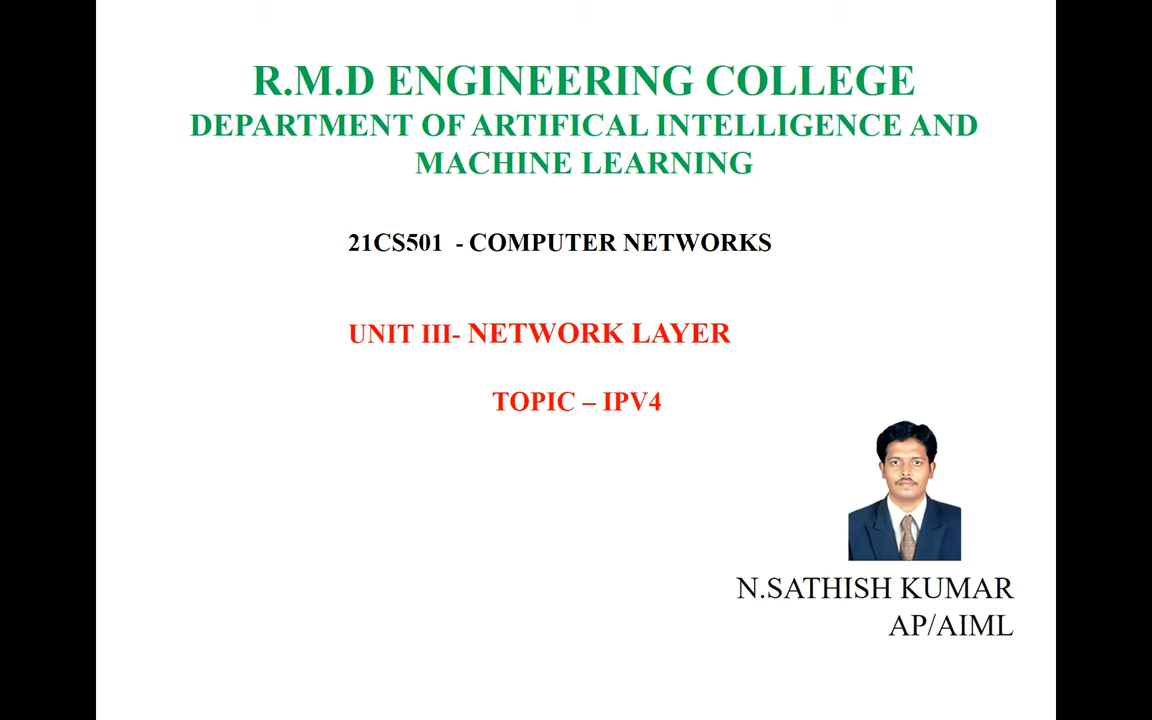 R.M.D ENGINEERING COLLEGE
DEPARTMENT OF ARTIFICAL INTELLIGENCE AND
MACHINE LEARNING
21CS501 - COMPUTER NETWORKS
UNIT III- NETWORK LAYER
TOPIC – IPV4
N.SATHISH KUMAR
AP/AIML